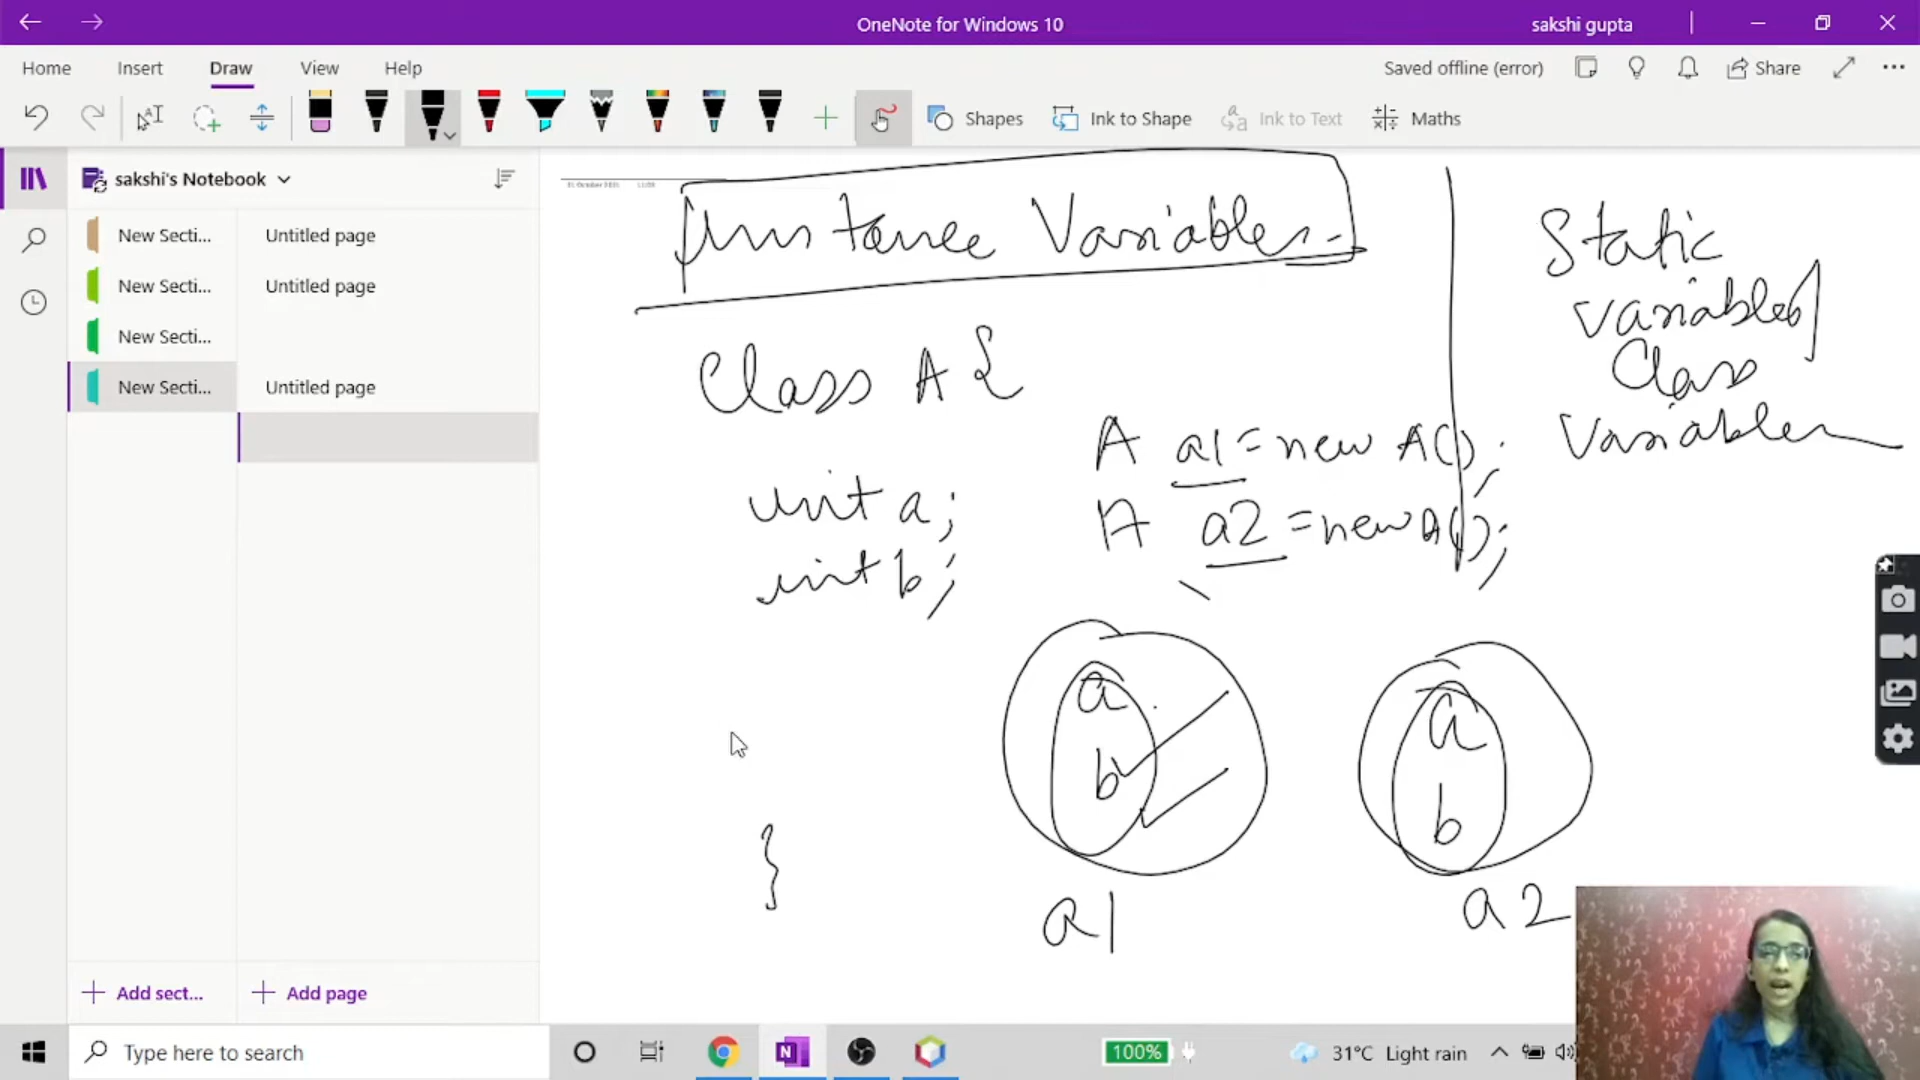 OneNote for Windows 10
sakshi gupta
Home Insert Draw View Help
Saved offline (error)
Share
Shapes
Ink to Shape
Ink to Text
Maths
sakshi's Notebook
New Secti... Untitled page
New Secti... Untitled page
New Secti...
New Secti... Untitled page
Instance Variables
Class A {
int a;
int b;
}
A a1 = new A();
A a2 = new A();
a
b
a1
a
b
a2
Static
Variables/
Class
Variables
Add sect...
Add page
Type here to search
100%
31°C Light rain